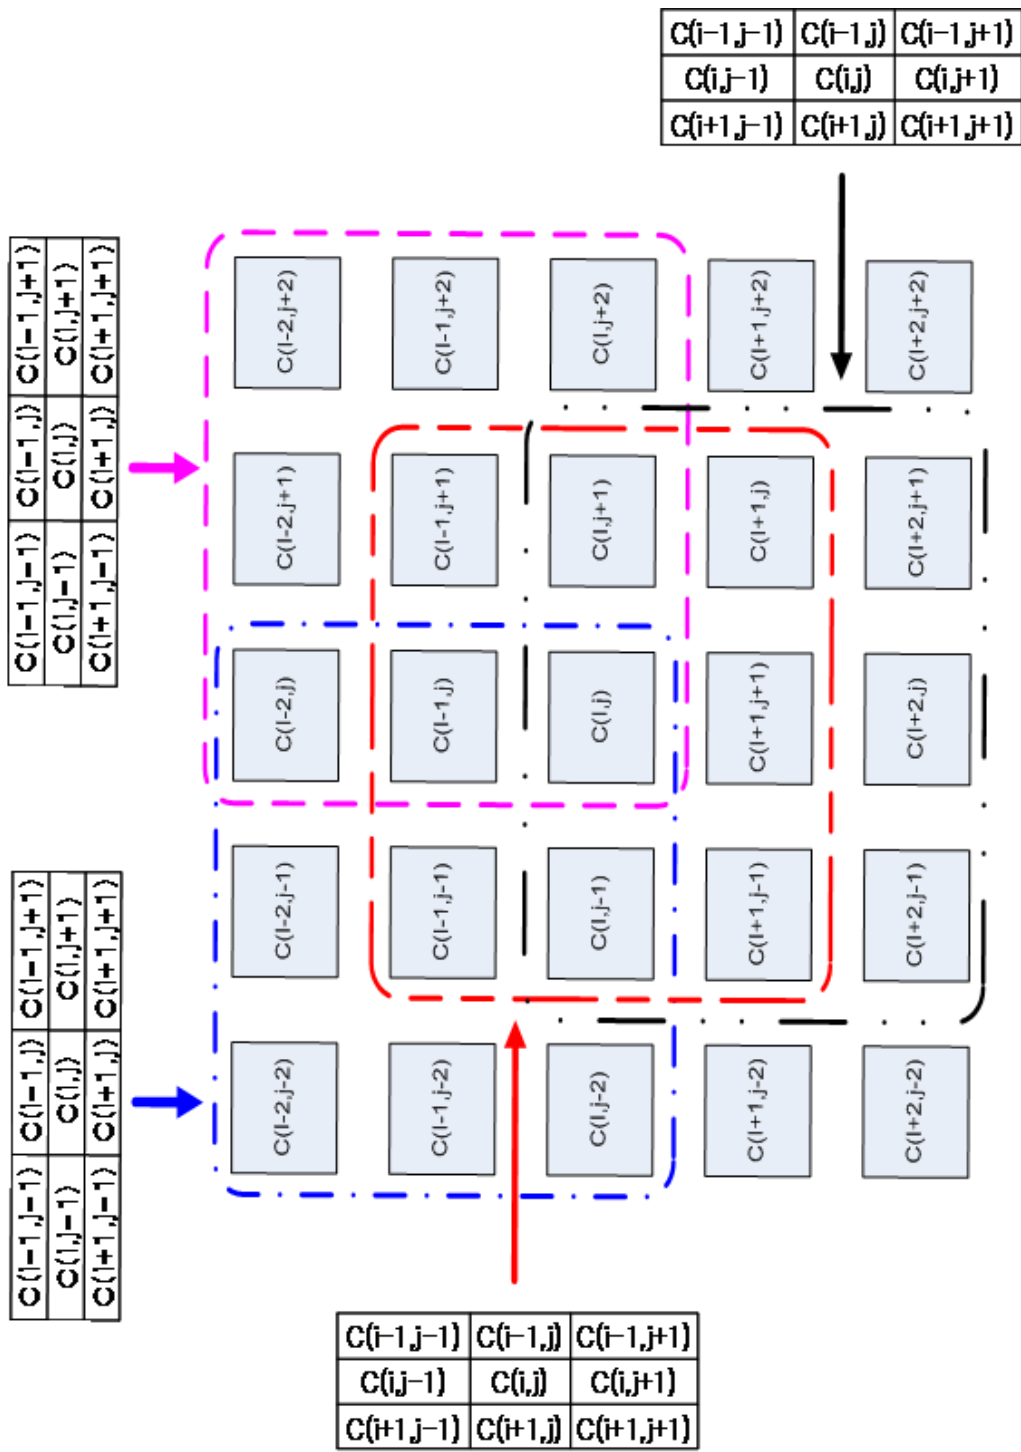 C(i-1,j-1) C(i-1,j) C(i-1,j+1)
C(i,j-1) C(i,j) C(i,j+1)
C(i+1,j-1) C(i+1,j) C(i+1,j+1)
C(i-1,j-1) C(i-1,j) C(i-1,j+1)
C(i,j-1) C(i,j) C(i,j+1)
C(i+1,j-1) C(i+1,j) C(i+1,j+1)
C(I-2,j+2) C(I-1,j+2) C(I,j+2) C(I+1,j+2) C(I+2,j+2)
C(I-2,j+1) C(I-1,j+1) C(I,j+1) C(I+1,j) C(I+2,j+1)
C(I-2,j) C(I-1,j) C(I,j) C(I+1,j+1) C(I+2,j)
C(I-2,j-1) C(I-1,j-1) C(I,j-1) C(I+1,j-1) C(I+2,j-1)
C(I-2,j-2) C(I-1,j-2) C(I,j-2) C(I+1,j-2) C(I+2,j-2)
C(i-1,j-1) C(i-1,j) C(i-1,j+1)
C(i,j-1) C(i,j) C(i,j+1)
C(i+1,j-1) C(i+1,j) C(i+1,j+1)
C(i-1,j-1) C(i-1,j) C(i-1,j+1)
C(i,j-1) C(i,j) C(i,j+1)
C(i+1,j-1) C(i+1,j) C(i+1,j+1)